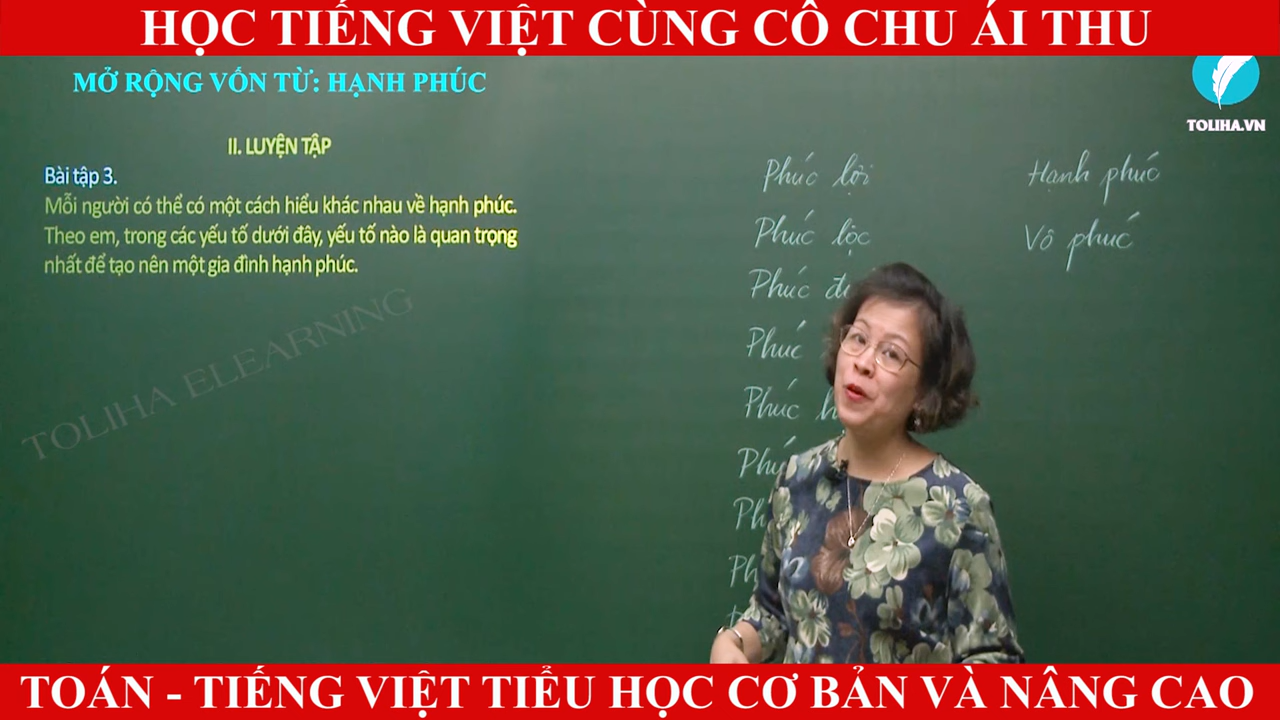 HỌC TIẾNG VIỆT CÙNG CÔ CHU ÁI THU
MỞ RỘNG VỐN TỪ: HẠNH PHÚC
TOLIHA.VN
II. LUYỆN TẬP
Bài tập 3.
Mỗi người có thể có một cách hiểu khác nhau về hạnh phúc.
Theo em, trong các yếu tố dưới đây, yếu tố nào là quan trọng
nhất để tạo nên một gia đình hạnh phúc.
TOLIHA ELEARNING
Phúc lợi
Phúc lộc
Phúc
Phúc
Phúc
Hạnh phúc
Vô phúc
TOÁN - TIẾNG VIỆT TIỂU HỌC CƠ BẢN VÀ NÂNG CAO